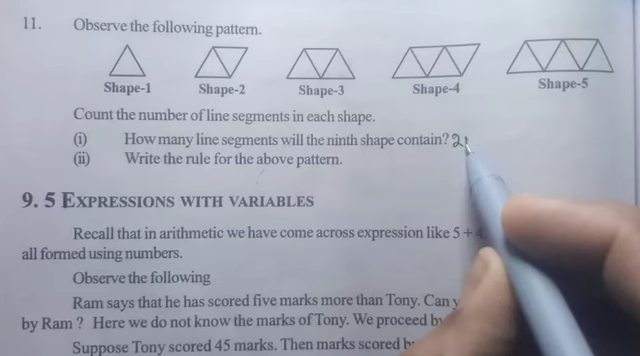 11. Observe the following pattern.
Shape-1 Shape-2 Shape-3 Shape-4 Shape-5
Count the number of line segments in each shape.
(i) How many line segments will the ninth shape contain? 2
(ii) Write the rule for the above pattern.
9. 5 EXPRESSIONS WITH VARIABLES
Recall that in arithmetic we have come across expression like 5 + 4
all formed using numbers.
Observe the following
Ram says that he has scored five marks more than Tony. Can
by Ram ? Here we do not know the marks of Tony. We proceed
Suppose Tony scored 45 marks. Then marks scored